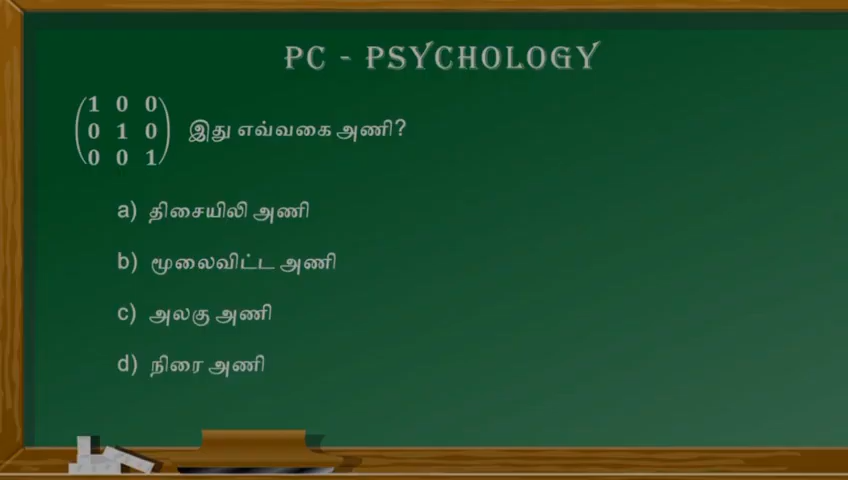 PC - PSYCHOLOGY
1 0 0
0 1 0 இது எவ்வகை அணி?
0 0 1
a) திசையிலி அணி
b) மூலைவிட்ட அணி
c) அலகு அணி
d) நிரை அணி